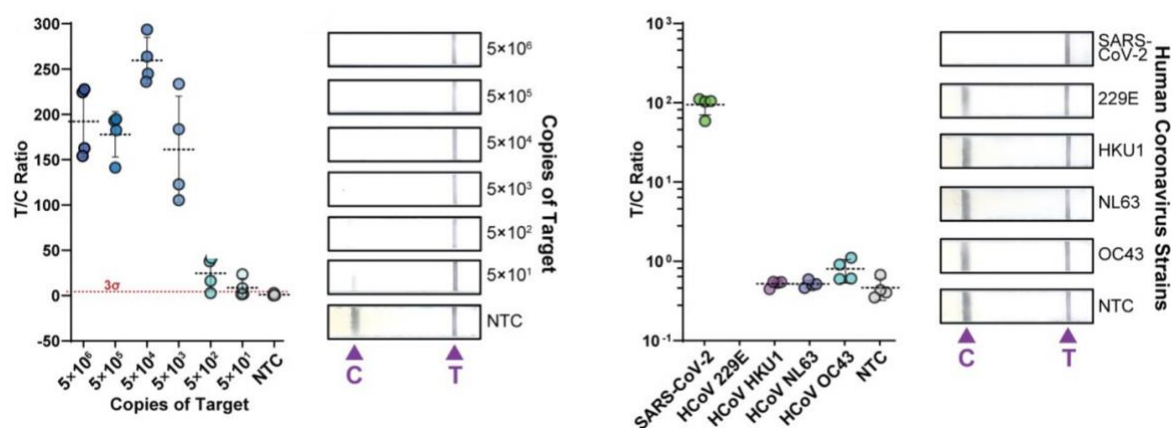 300
250
200
150
100
50
0
-50
T/C Ratio
3σ
5×10⁶
5×10⁵
5×10⁴
5×10³
5×10²
5×10¹
NTC
Copies of Target
5×10⁶
5×10⁵
5×10⁴
5×10³
5×10²
5×10¹
NTC
C T
Copies of Target
10³
10²
10¹
10⁰
10⁻¹
T/C Ratio
SARS-CoV-2
HCoV 229E
HCoV HKU1
HCoV NL63
HCoV OC43
NTC
SARS-
CoV-2
229E
HKU1
NL63
OC43
NTC
C T
Human Coronavirus Strains